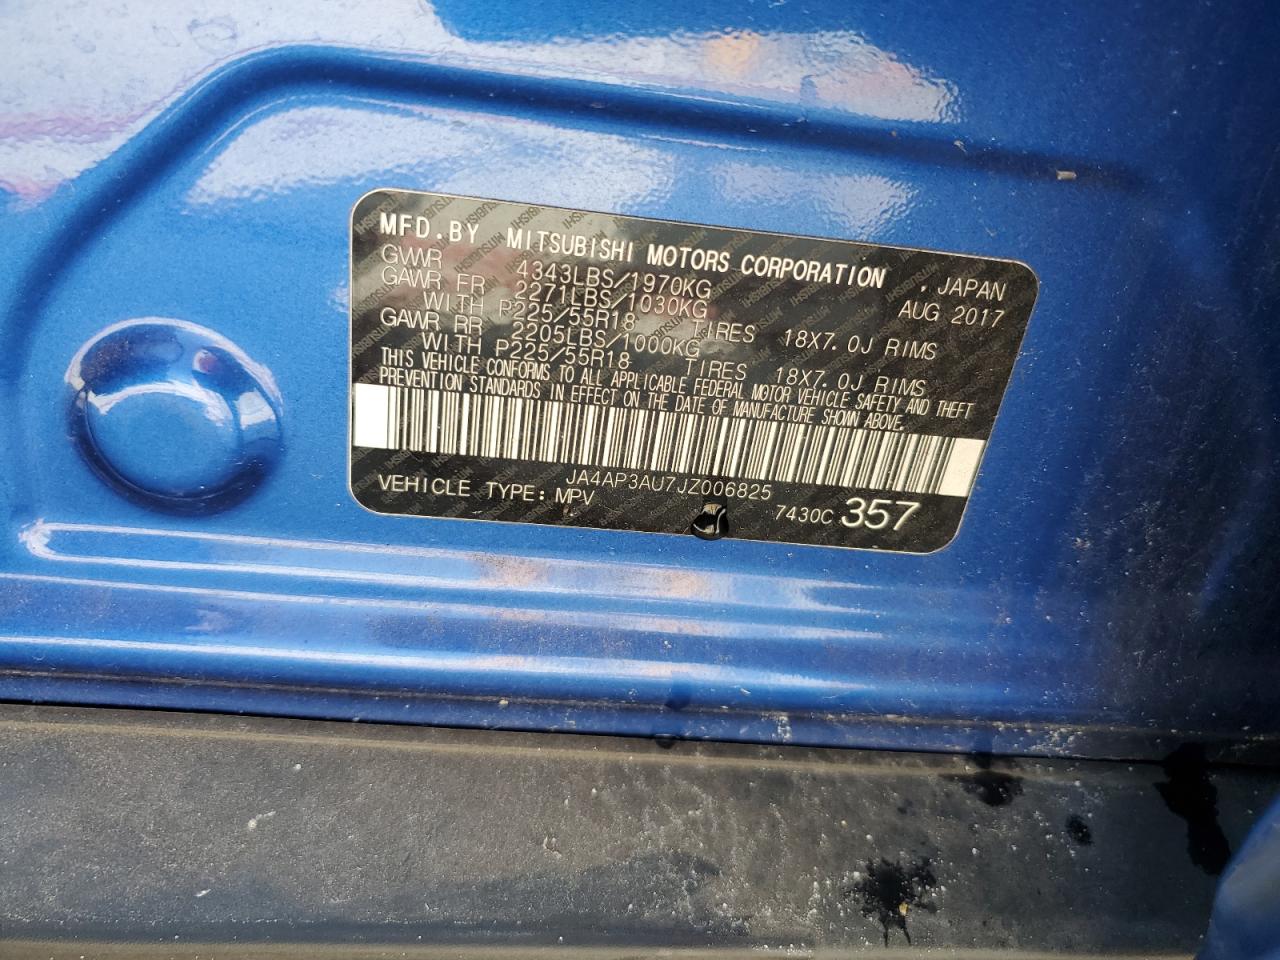 MFD.BY MITSUBISHI MOTORS CORPORATION . JAPAN
GVWR 4343LBS/1970KG AUG 2017
GAWR FR 2271LBS/1030KG
WITH P225/55R18 TIRES 18X7.0J RIMS
GAWR RR 2205LBS/1000KG
WITH P225/55R18 TIRES 18X7.0J RIMS
THIS VEHICLE CONFORMS TO ALL APPLICABLE FEDERAL MOTOR VEHICLE SAFETY AND THEFT
PREVENTION STANDARDS IN EFFECT ON THE DATE OF MANUFACTURE SHOWN ABOVE.
JA4AP3AU7JZ006825
VEHICLE TYPE: MPV 7430C 357